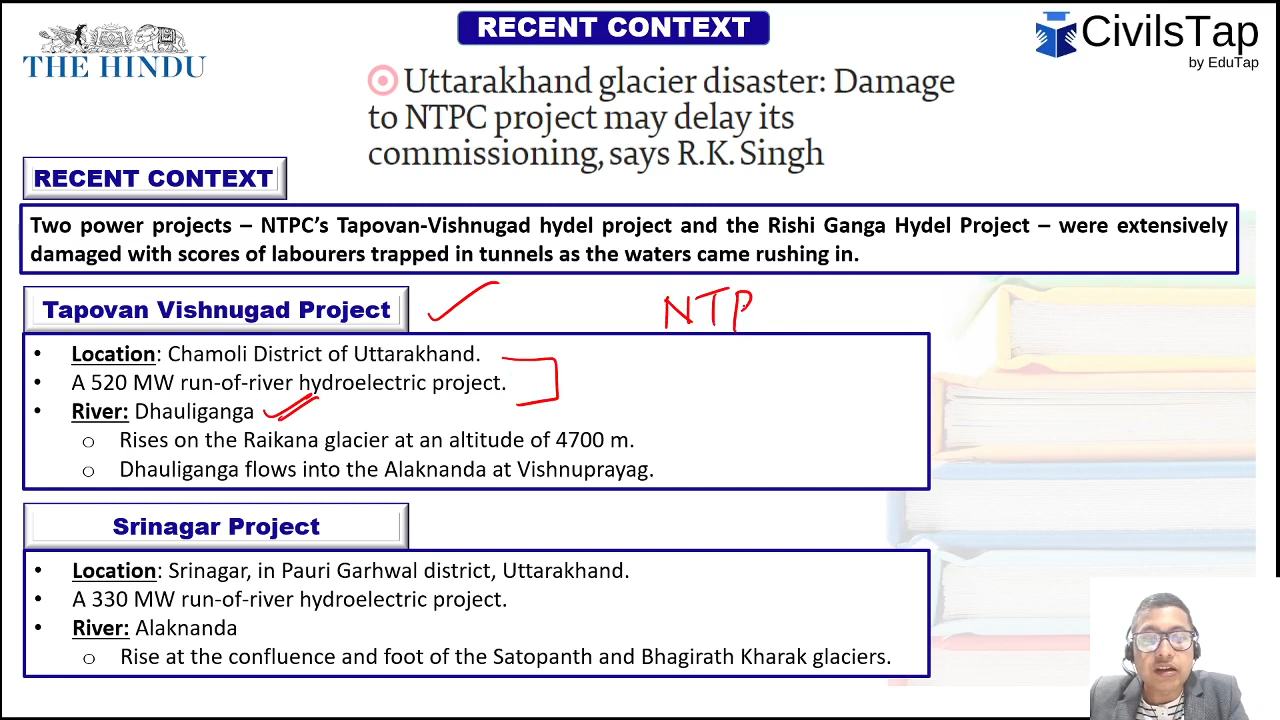 RECENT CONTEXT
THE HINDU
CivilsTap
by EduTap
Uttarakhand glacier disaster: Damage
to NTPC project may delay its
commissioning, says R.K. Singh
RECENT CONTEXT
Two power projects – NTPC’s Tapovan-Vishnugad hydel project and the Rishi Ganga Hydel Project – were extensively
damaged with scores of labourers trapped in tunnels as the waters came rushing in.
Tapovan Vishnugad Project
NTP
• Location: Chamoli District of Uttarakhand.
• A 520 MW run-of-river hydroelectric project.
• River: Dhauliganga
o Rises on the Raikana glacier at an altitude of 4700 m.
o Dhauliganga flows into the Alaknanda at Vishnuprayag.
Srinagar Project
• Location: Srinagar, in Pauri Garhwal district, Uttarakhand.
• A 330 MW run-of-river hydroelectric project.
• River: Alaknanda
o Rise at the confluence and foot of the Satopanth and Bhagirath Kharak glaciers.